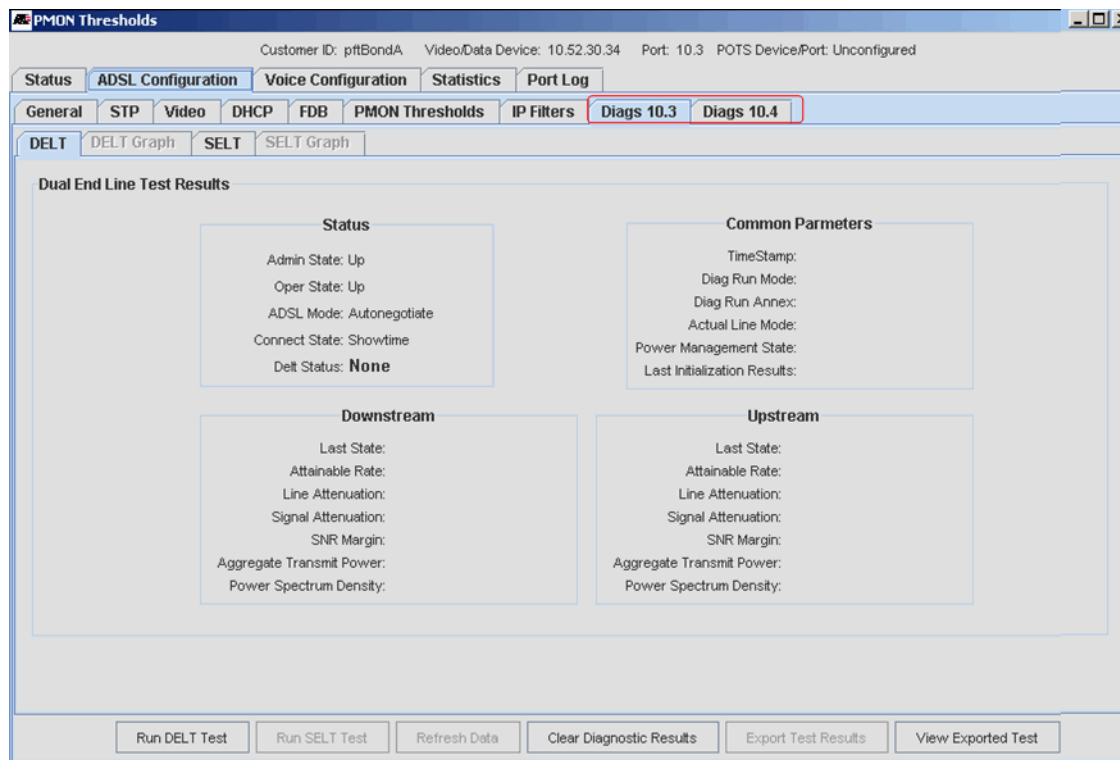 PMON Thresholds
Customer ID: pftBondA Video/Data Device: 10.52.30.34 Port: 10.3 POTS Device/Port: Unconfigured
Status ADSL Configuration Voice Configuration Statistics Port Log
General STP Video DHCP FDB PMON Thresholds IP Filters Diags 10.3 Diags 10.4
DELT DELT Graph SELT SELT Graph
Dual End Line Test Results
Status
Admin State: Up
Oper State: Up
ADSL Mode: Autonegotiate
Connect State: Showtime
Delt Status: None
Common Parmeters
TimeStamp:
Diag Run Mode:
Diag Run Annex:
Actual Line Mode:
Power Management State:
Last Initialization Results:
Downstream
Last State:
Attainable Rate:
Line Attenuation:
Signal Attenuation:
SNR Margin:
Aggregate Transmit Power:
Power Spectrum Density:
Upstream
Last State:
Attainable Rate:
Line Attenuation:
Signal Attenuation:
SNR Margin:
Aggregate Transmit Power:
Power Spectrum Density:
Run DELT Test Run SELT Test Refresh Data Clear Diagnostic Results Export Test Results View Exported Test